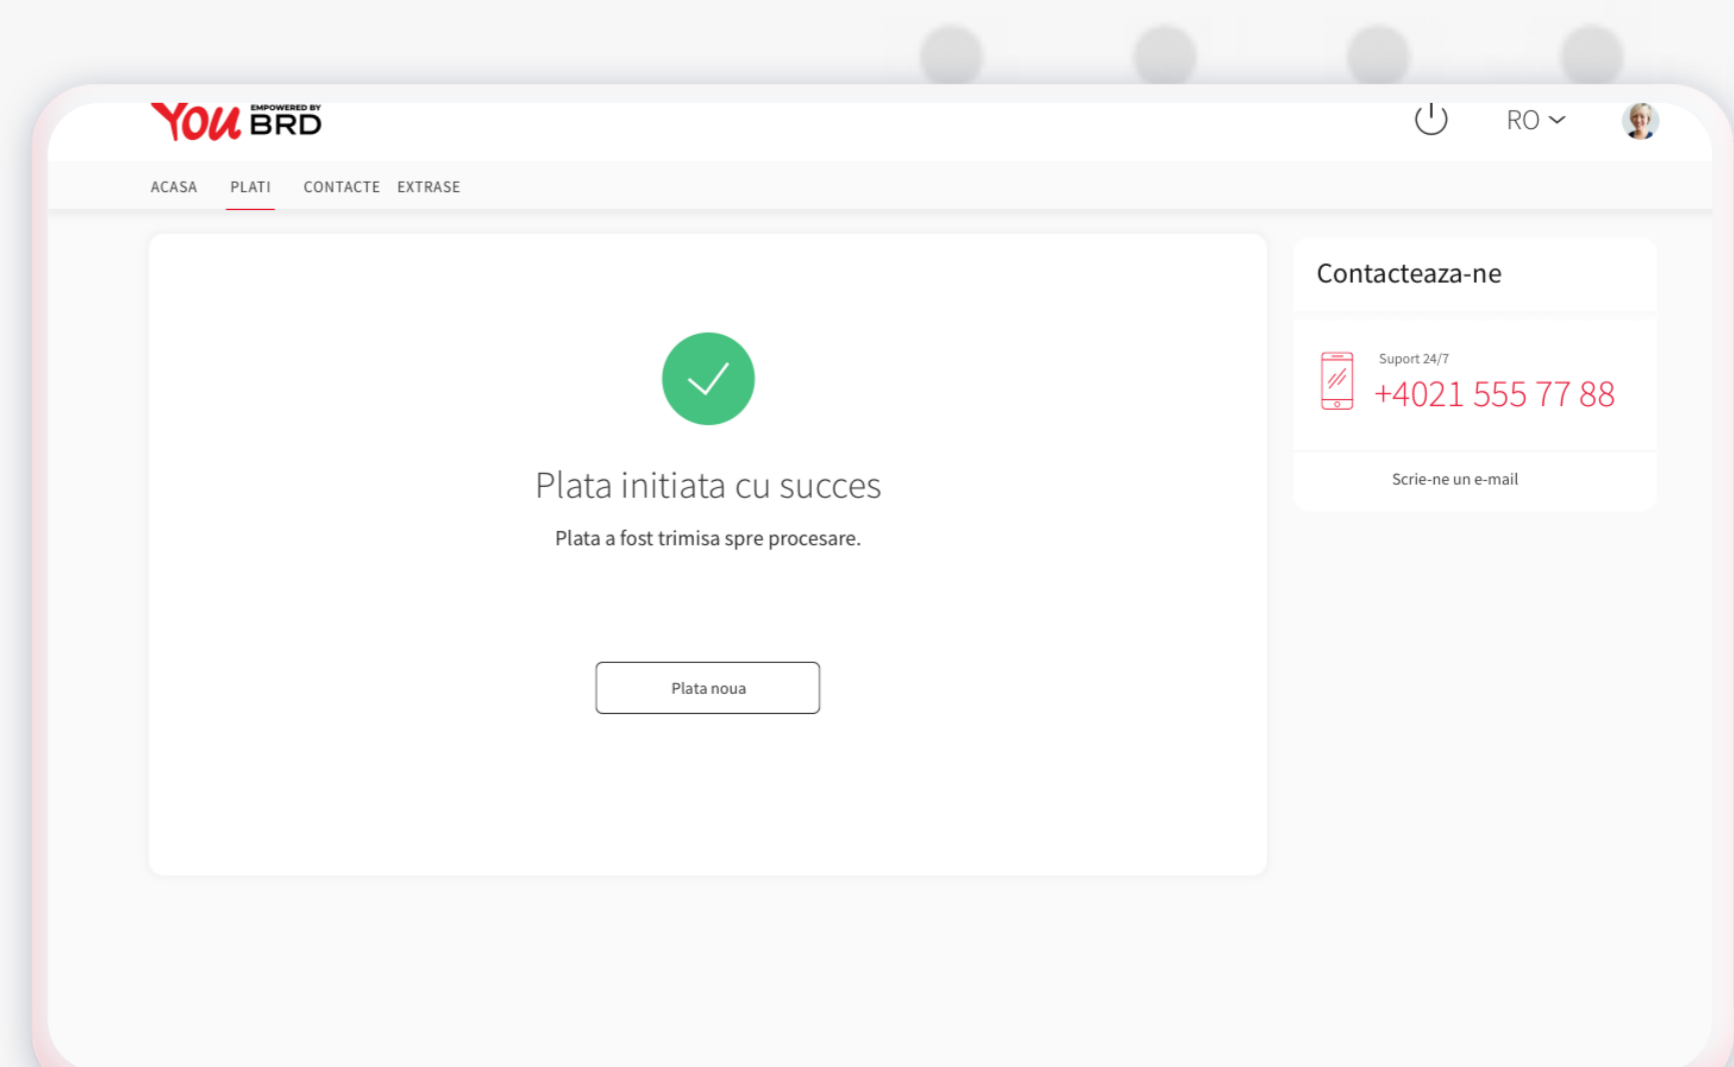 You EMPOWERED BY BRD
RO
ACASA PLATI CONTACTE EXTRASE
Plata initiata cu succes
Plata a fost trimisa spre procesare.
Plata noua
Contacteaza-ne
Suport 24/7
+4021 555 77 88
Scrie-ne un e-mail